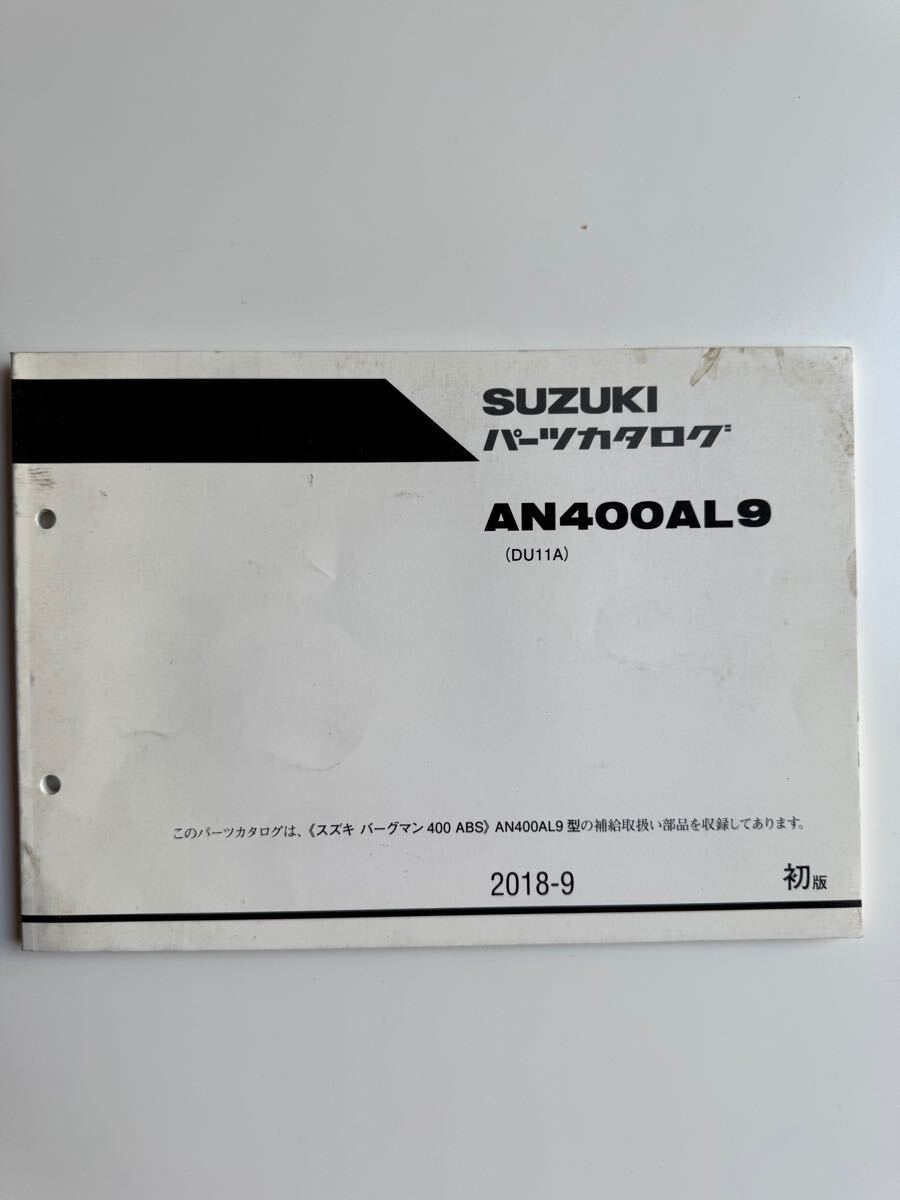 SUZUKI
パーツカタログ
AN400AL9
(DU11A)
このパーツカタログは、《スズキ バーグマン 400 ABS》 AN400AL9 型の補給取扱い部品を収録してあります。
2018-9
初版